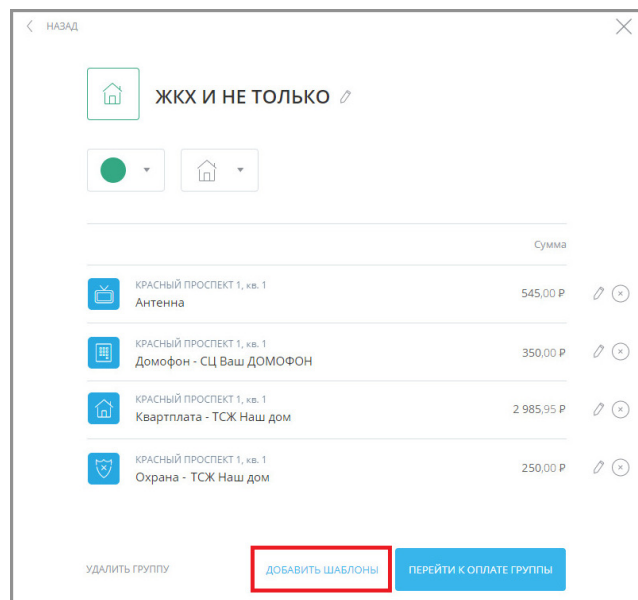 НАЗАД
ЖКХ И НЕ ТОЛЬКО
Сумма
КРАСНЫЙ ПРОСПЕКТ 1, кв. 1
Антенна
545,00 ₽
КРАСНЫЙ ПРОСПЕКТ 1, кв. 1
Домофон - СЦ Ваш ДОМОФОН
350,00 ₽
КРАСНЫЙ ПРОСПЕКТ 1, кв. 1
Квартплата - ТСЖ Наш дом
2 985,95 ₽
КРАСНЫЙ ПРОСПЕКТ 1, кв. 1
Охрана - ТСЖ Наш дом
250,00 ₽
УДАЛИТЬ ГРУППУ
ДОБАВИТЬ ШАБЛОНЫ
ПЕРЕЙТИ К ОПЛАТЕ ГРУППЫ